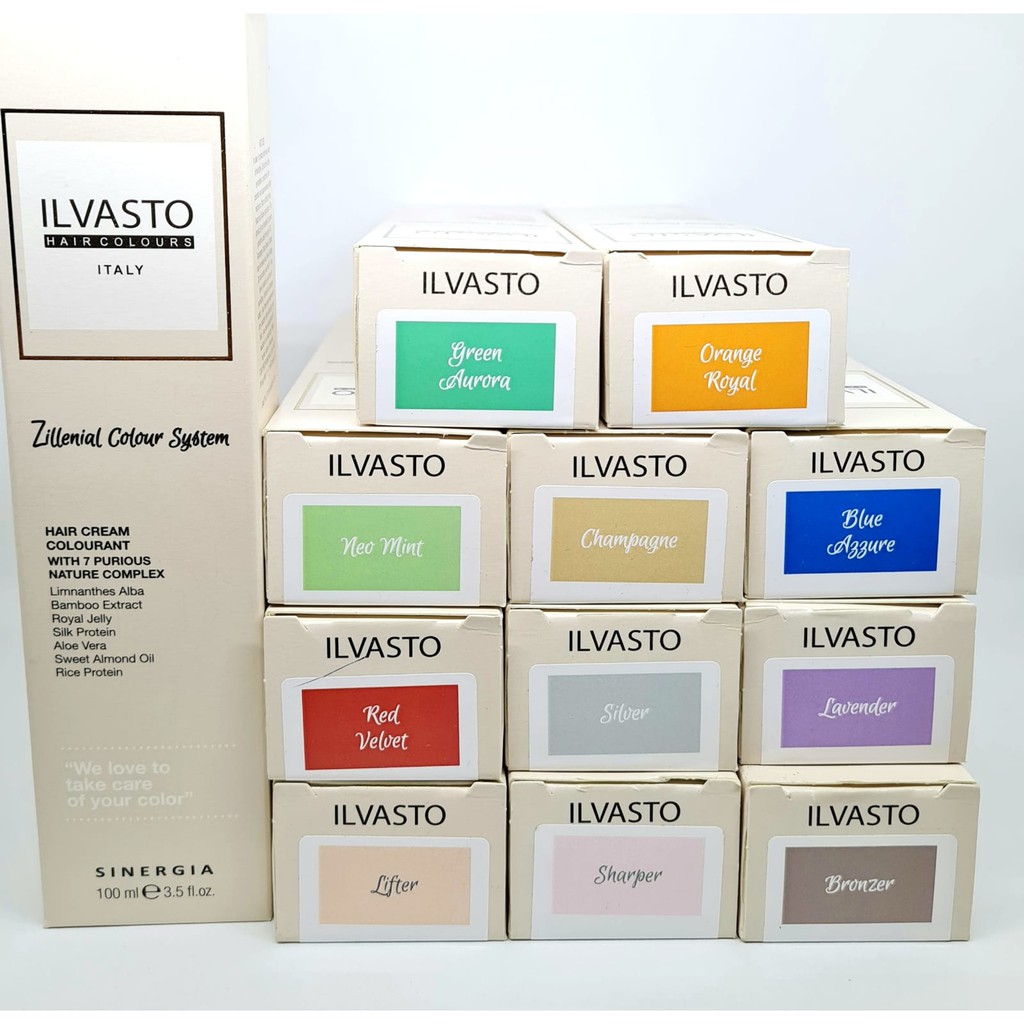 ILVASTO
HAIR COLOURS
ITALY
Zillenial Colour System
HAIR CREAM
COLOURANT
WITH 7 PURIOUS
NATURE COMPLEX
Limnanthes Alba
Bamboo Extract
Royal Jelly
Silk Protein
Aloe Vera
Sweet Almond Oil
Rice Protein
"We love to
take care
of your color"
SINERGIA
100 ml ℮ 3.5 fl.oz.
ILVASTO
Green
Aurora
ILVASTO
Orange
Royal
ILVASTO
Neo Mint
ILVASTO
Champagne
ILVASTO
Blue
Azzure
ILVASTO
Red
Velvet
ILVASTO
Silver
ILVASTO
Lavender
ILVASTO
Lifter
ILVASTO
Sharper
ILVASTO
Bronzer